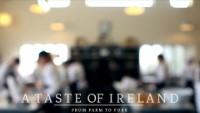 A TASTE OF IRELAND
FROM FARM TO FORK